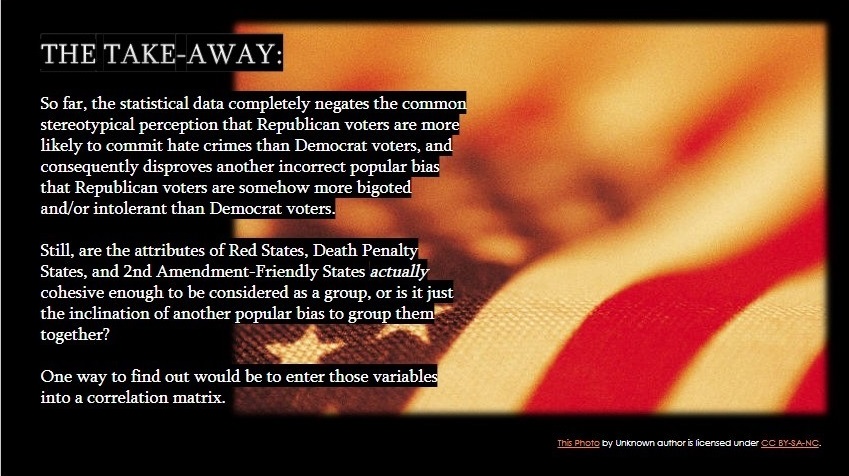 THE TAKE-AWAY:
So far, the statistical data completely negates the common
stereotypical perception that Republican voters are more
likely to commit hate crimes than Democrat voters, and
consequently disproves another incorrect popular bias
that Republican voters are somehow more bigoted
and/or intolerant than Democrat voters.
Still, are the attributes of Red States, Death Penalty
States, and 2nd Amendment-Friendly States actually
cohesive enough to be considered as a group, or is it just
the inclination of another popular bias to group them
together?
One way to find out would be to enter those variables
into a correlation matrix.
This Photo by Unknown author is licensed under CC BY-SA-NC.